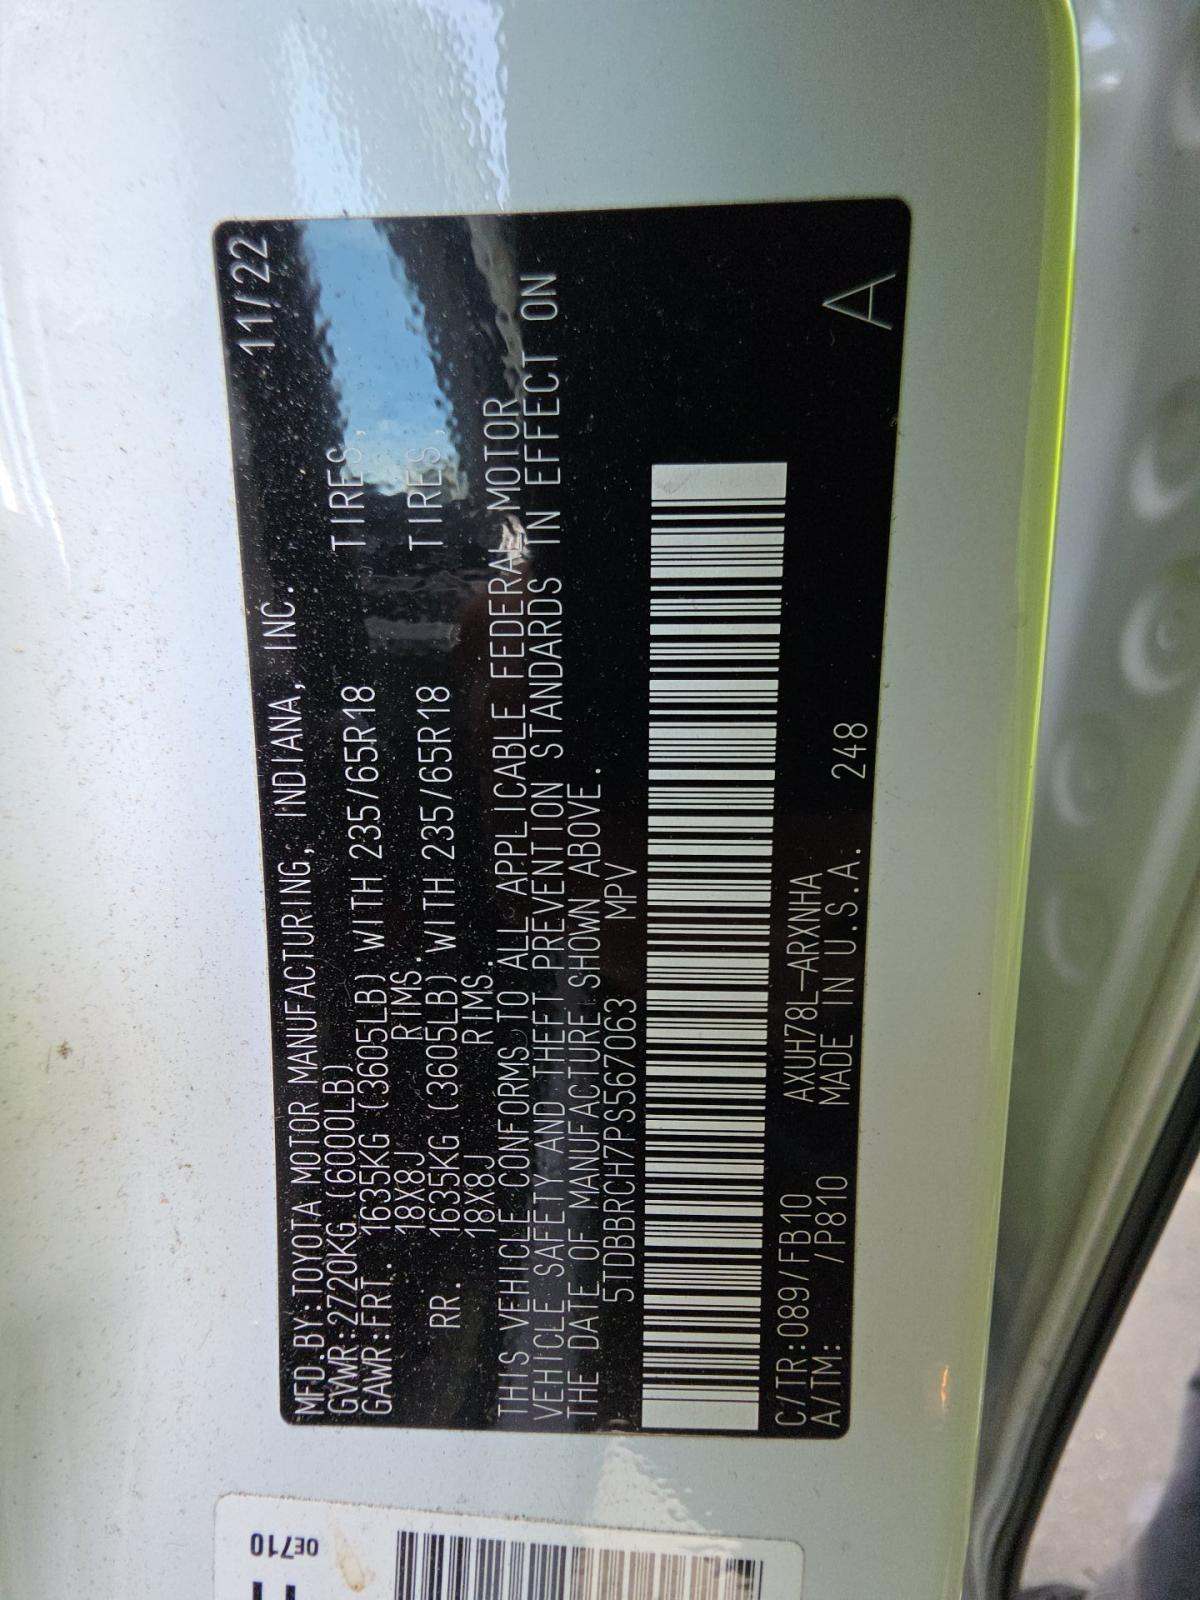 MFD.BY:TOYOTA MOTOR MANUFACTURING, INDIANA, INC. 11/22
GVWR:2720KG (6000LB)
GAWR:FRT. 1635KG (3605LB) WITH 235/65R18 TIRES,
18X8J RIMS.
RR. 1635KG (3605LB) WITH 235/65R18 TIRES,
18X8J RIMS.
THIS VEHICLE CONFORMS TO ALL APPLICABLE FEDERAL MOTOR
VEHICLE SAFETY AND THEFT PREVENTION STANDARDS IN EFFECT ON
THE DATE OF MANUFACTURE SHOWN ABOVE.
5TDBBRCH7PS567063 MPV
C/TR:089/FB10 AXUH78L-ARXNHA
A/TM: /P810 MADE IN U.S.A. 248
A
0E710